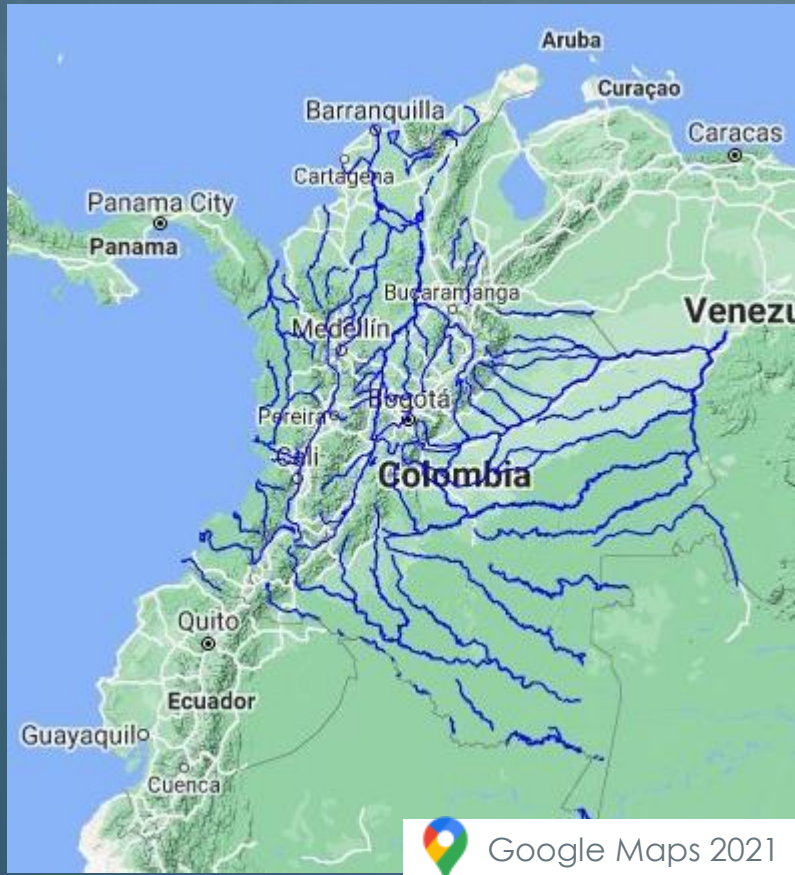 Aruba
Curaçao
Barranquilla
Caracas
Cartagena
Panama City
Panama
Bucaramanga
Venezu
Medellín
Bogotá
Pereira
Cali
Colombia
Quito
Ecuador
Guayaquil
Cuenca
Google Maps 2021